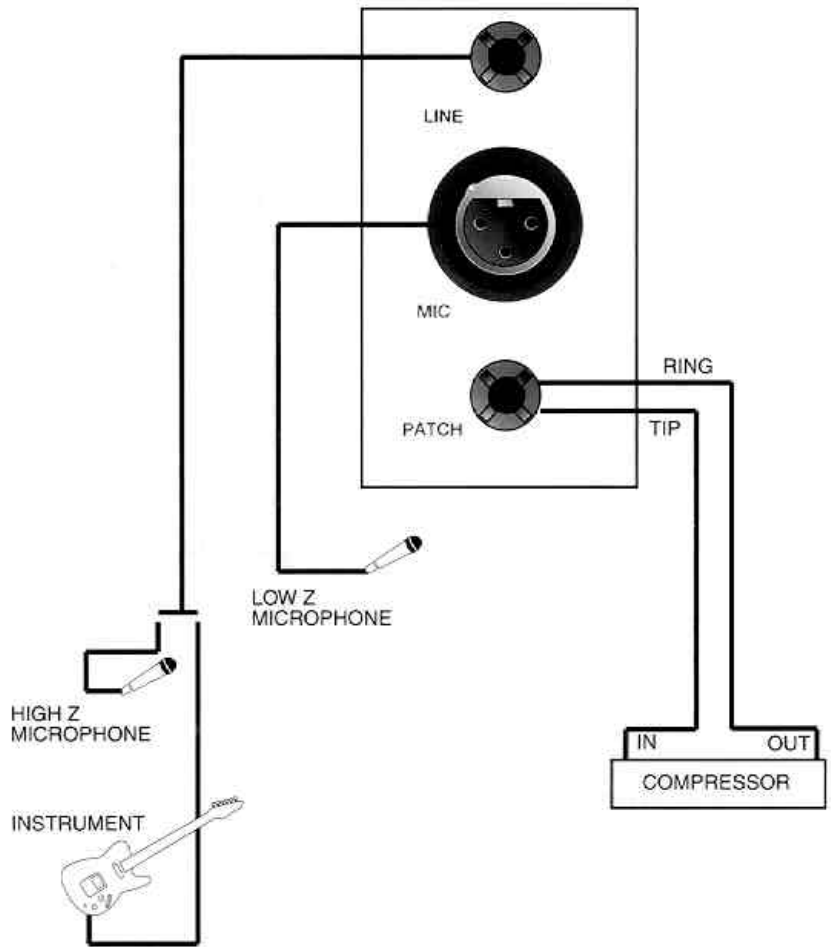 LINE
MIC
RING
PATCH
TIP
LOW Z
MICROPHONE
HIGH Z
MICROPHONE
IN
OUT
COMPRESSOR
INSTRUMENT